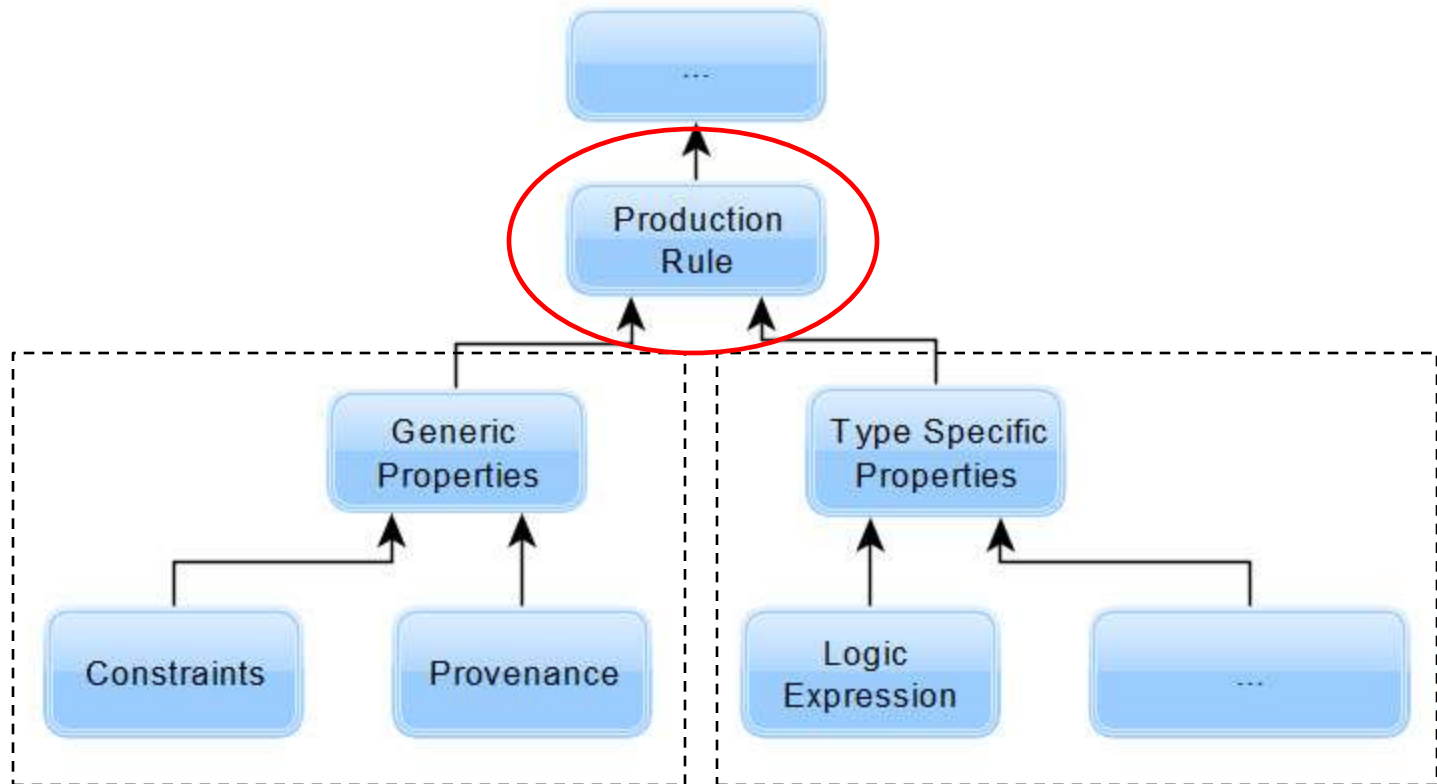 ...
Production
Rule
Generic
Properties
Type Specific
Properties
Constraints
Provenance
Logic
Expression
...